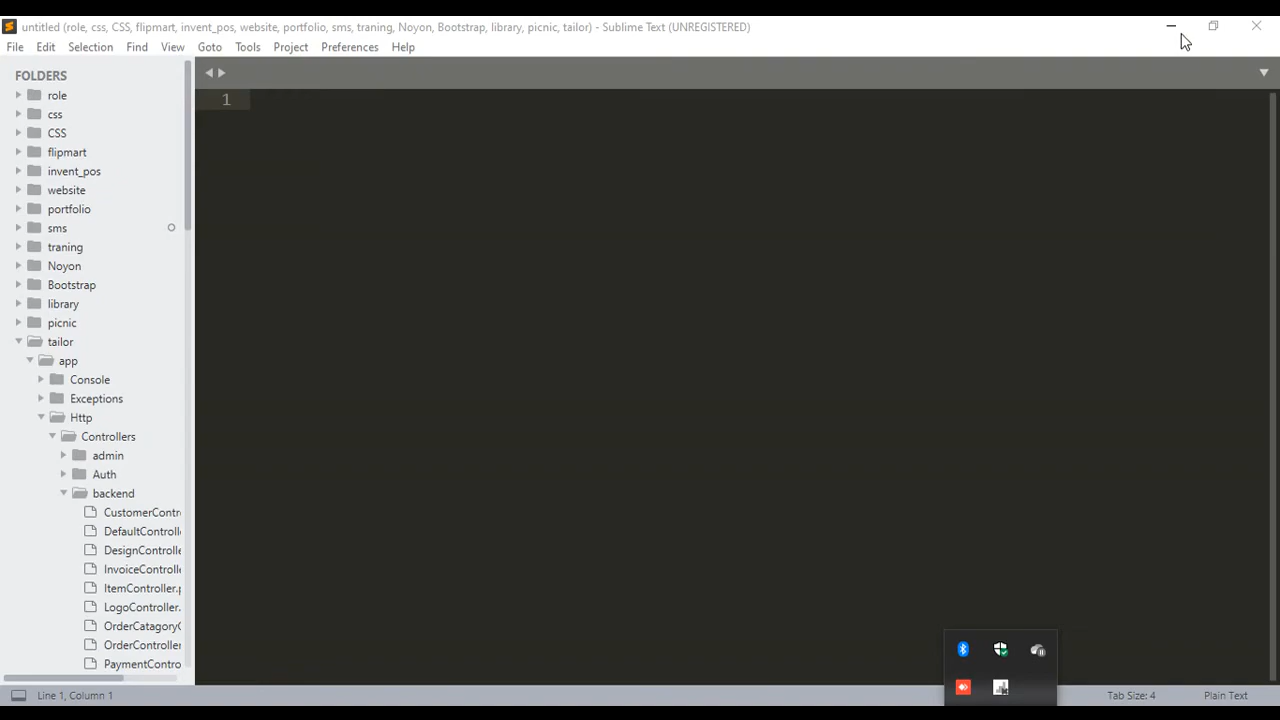 untitled (role, css, CSS, flipmart, invent_pos, website, portfolio, sms, traning, Noyon, Bootstrap, library, picnic, tailor) - Sublime Text (UNREGISTERED)
File Edit Selection Find View Goto Tools Project Preferences Help
FOLDERS
role
css
CSS
flipmart
invent_pos
website
portfolio
sms
traning
Noyon
Bootstrap
library
picnic
tailor
app
Console
Exceptions
Http
Controllers
admin
Auth
backend
CustomerContr
DefaultControll
DesignControlle
InvoiceControll
ItemController.p
LogoController.
OrderCatagoryC
OrderController
PaymentContro
1
Line 1, Column 1
Tab Size: 4
Plain Text